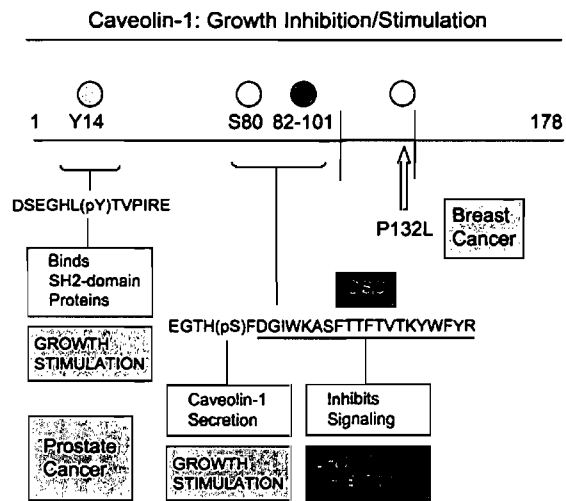 Caveolin-1: Growth Inhibition/Stimulation
1 Y14 S80 82-101 178
DSEGHL(pY)TVPIRE
P132L
Breast
Cancer
Binds
SH2-domain
Proteins
CSD
EGTH(pS)FDGIWKASFTTFTVTKYWFYR
GROWTH
STIMULATION
Caveolin-1
Secretion
Inhibits
Signaling
Prostate
Cancer
GROWTH
STIMULATION